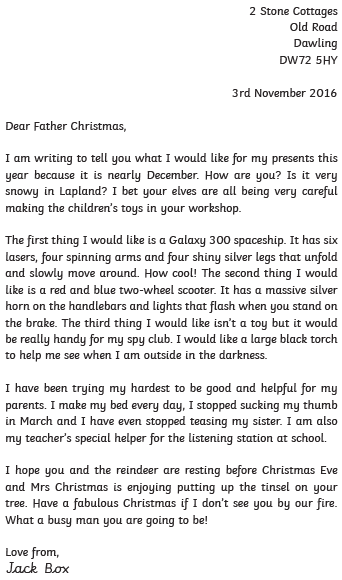 2 Stone Cottages
Old Road
Dawling
DW72 5HY
3rd November 2016
Dear Father Christmas,
I am writing to tell you what I would like for my presents this
year because it is nearly December. How are you? Is it very
snowy in Lapland? I bet your elves are all being very careful
making the children's toys in your workshop.
The first thing I would like is a Galaxy 300 spaceship. It has six
lasers, four spinning arms and four shiny silver legs that unfold
and slowly move around. How cool! The second thing I would
like is a red and blue two-wheel scooter. It has a massive silver
horn on the handlebars and lights that flash when you stand on
the brake. The third thing I would like isn't a toy but it would
be really handy for my spy club. I would like a large black torch
to help me see when I am outside in the darkness.
I have been trying my hardest to be good and helpful for my
parents. I make my bed every day, I stopped sucking my thumb
in March and I have even stopped teasing my sister. I am also
my teacher's special helper for the listening station at school.
I hope you and the reindeer are resting before Christmas Eve
and Mrs Christmas is enjoying putting up the tinsel on your
tree. Have a fabulous Christmas if I don't see you by our fire.
What a busy man you are going to be!
Love from,
Jack Box